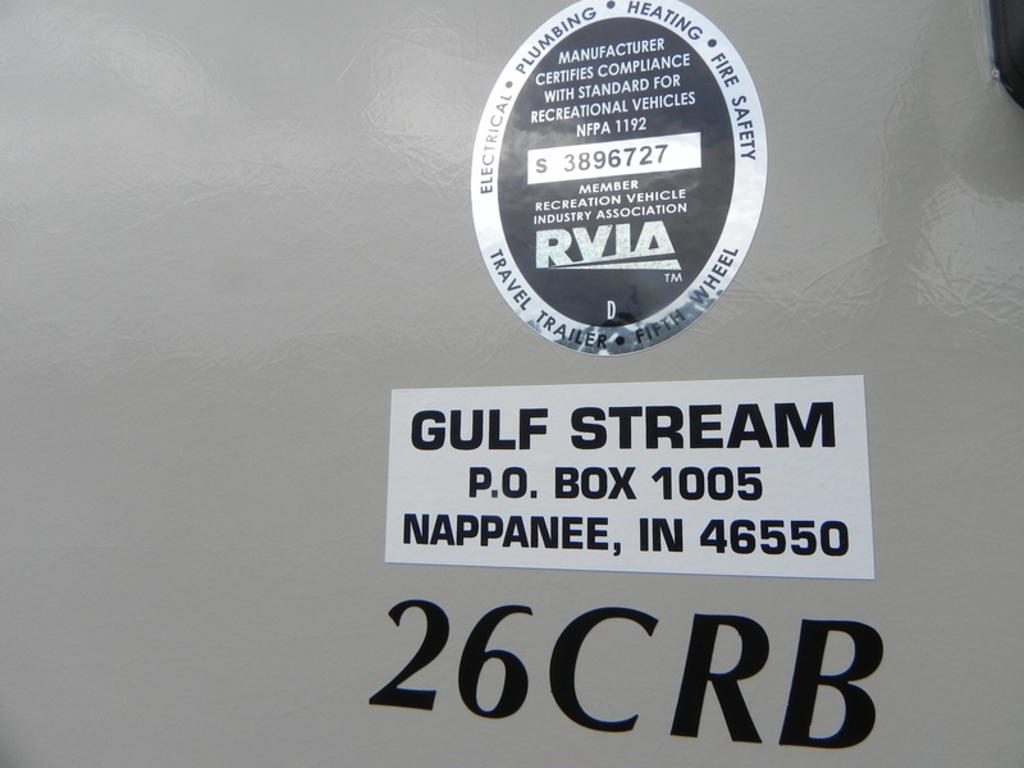 ELECTRICAL • PLUMBING • HEATING • FIRE SAFETY
MANUFACTURER
CERTIFIES COMPLIANCE
WITH STANDARD FOR
RECREATIONAL VEHICLES
NFPA 1192
S 3896727
MEMBER
RECREATION VEHICLE
INDUSTRY ASSOCIATION
RVIA
TM
D
TRAVEL TRAILER • FIFTH WHEEL
GULF STREAM
P.O. BOX 1005
NAPPANEE, IN 46550
26CRB